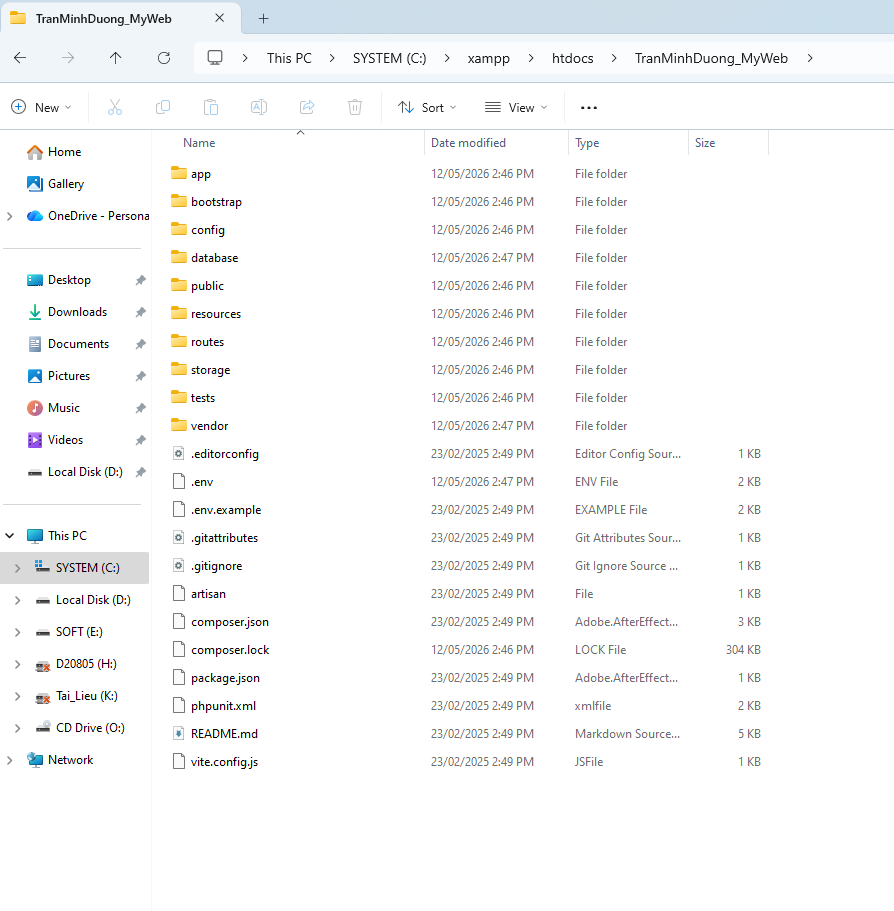 TranMinhDuong_MyWeb
This PC > SYSTEM (C:) > xampp > htdocs > TranMinhDuong_MyWeb >
New Sort View
Name Date modified Type Size
Home
Gallery
OneDrive - Persona
Desktop
Downloads
Documents
Pictures
Music
Videos
Local Disk (D:)
This PC
SYSTEM (C:)
Local Disk (D:)
SOFT (E:)
D20805 (H:)
Tai_Lieu (K:)
CD Drive (O:)
Network
app 12/05/2026 2:46 PM File folder
bootstrap 12/05/2026 2:46 PM File folder
config 12/05/2026 2:46 PM File folder
database 12/05/2026 2:47 PM File folder
public 12/05/2026 2:46 PM File folder
resources 12/05/2026 2:46 PM File folder
routes 12/05/2026 2:46 PM File folder
storage 12/05/2026 2:46 PM File folder
tests 12/05/2026 2:46 PM File folder
vendor 12/05/2026 2:47 PM File folder
.editorconfig 23/02/2025 2:49 PM Editor Config Sour... 1 KB
.env 12/05/2026 2:47 PM ENV File 2 KB
.env.example 23/02/2025 2:49 PM EXAMPLE File 2 KB
.gitattributes 23/02/2025 2:49 PM Git Attributes Sour... 1 KB
.gitignore 23/02/2025 2:49 PM Git Ignore Source ... 1 KB
artisan 23/02/2025 2:49 PM File 1 KB
composer.json 23/02/2025 2:49 PM Adobe.AfterEffect... 3 KB
composer.lock 12/05/2026 2:46 PM LOCK File 304 KB
package.json 23/02/2025 2:49 PM Adobe.AfterEffect... 1 KB
phpunit.xml 23/02/2025 2:49 PM xmlfile 2 KB
README.md 23/02/2025 2:49 PM Markdown Source... 5 KB
vite.config.js 23/02/2025 2:49 PM JSFile 1 KB